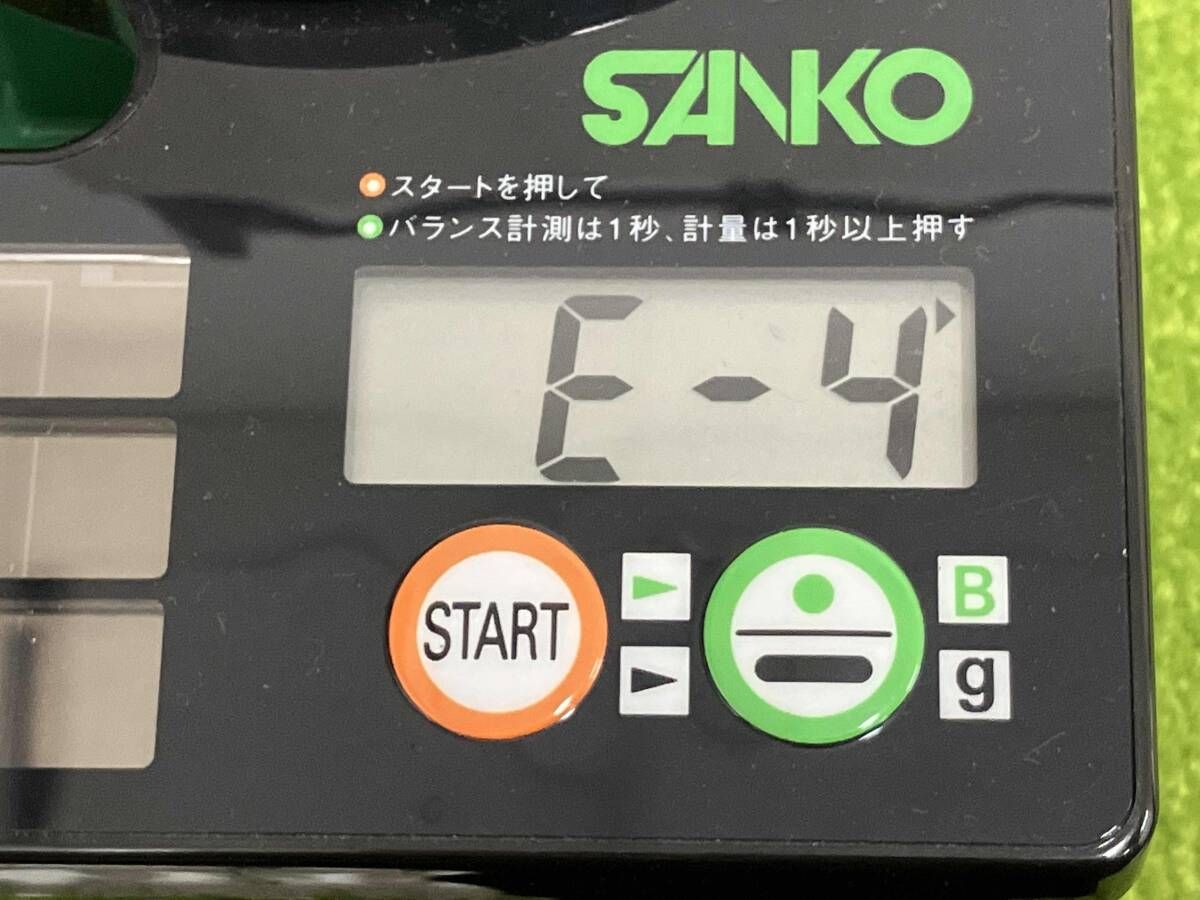 SANKO
スタートを押して
バランス計測は1秒、計量は1秒以上押す
E-4
START
B
g